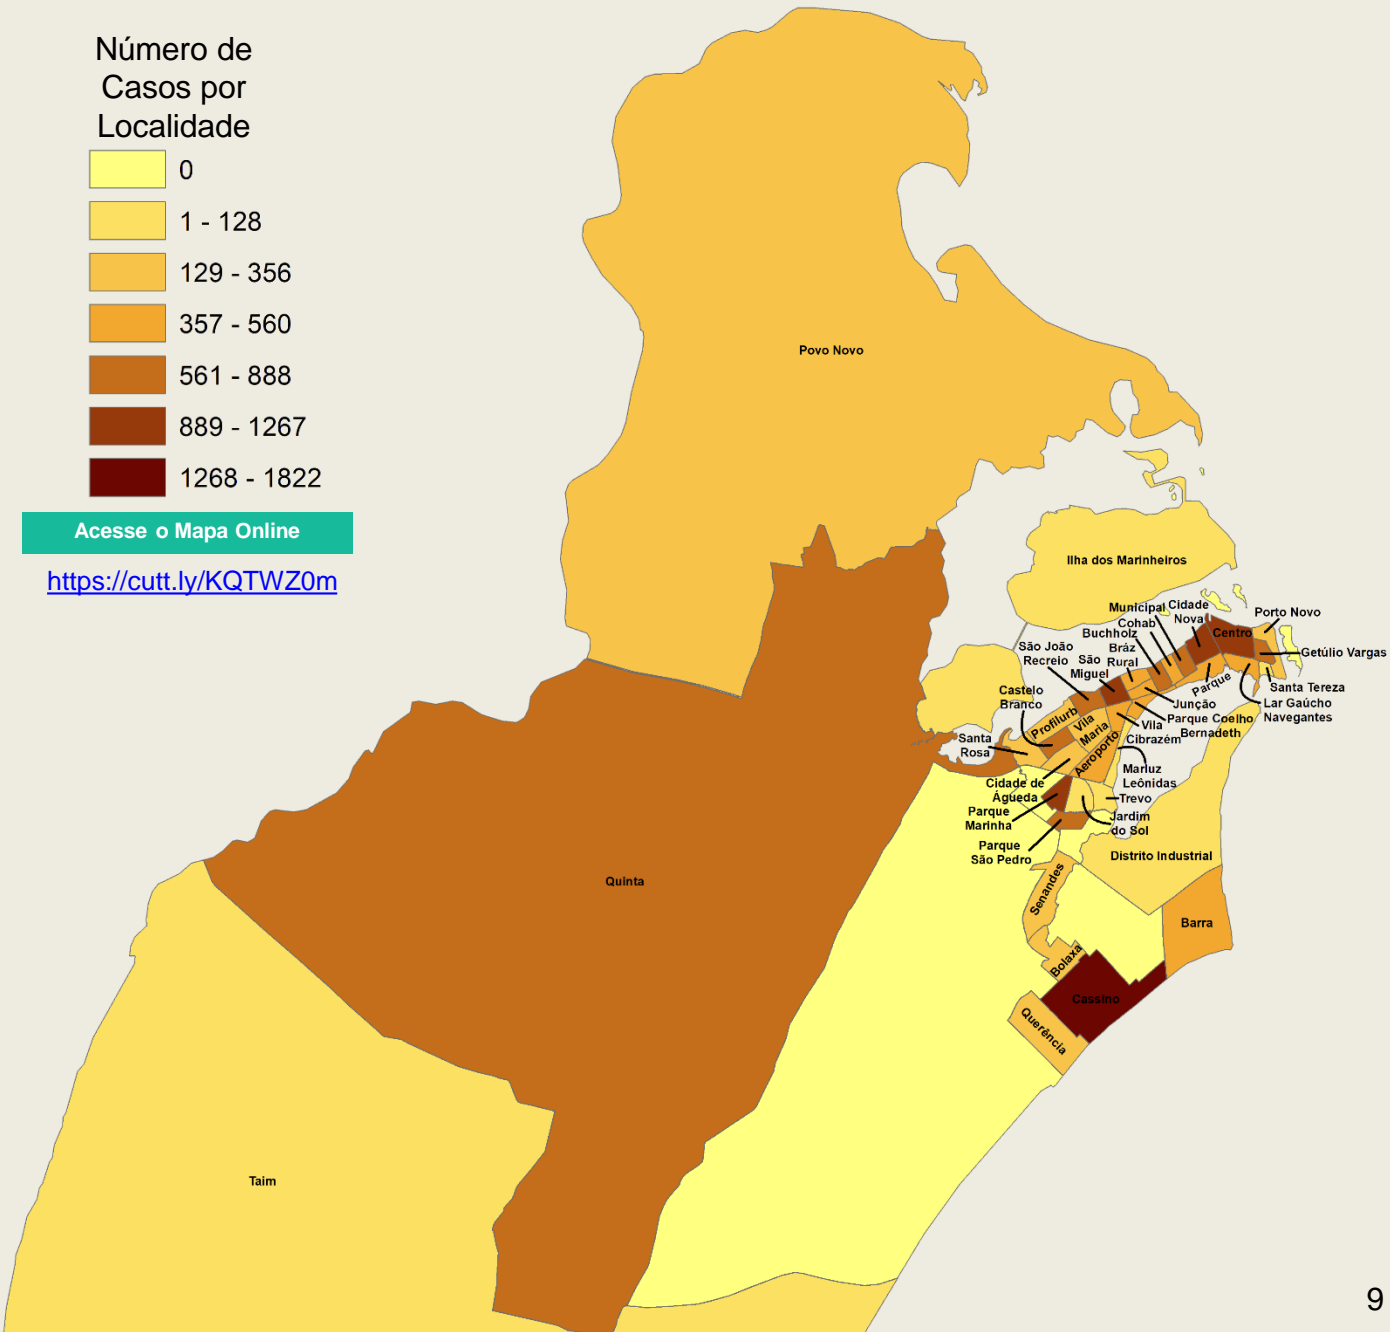 Número de
Casos por
Localidade
0
1 - 128
129 - 356
357 - 560
561 - 888
889 - 1267
1268 - 1822
Acesse o Mapa Online
https://cutt.ly/KQTWZ0m
Povo Novo
Ilha dos Marinheiros
Municipal
Cidade
Nova
Porto Novo
Cohab
Buchholz
Centro
Bráz
Rural
Getúlio Vargas
São João
Recreio
São
Miguel
Parque
Santa Tereza
Castelo
Branco
Junção
Lar Gaúcho
Navegantes
Profilurb
Vila
Maria
Parque Coelho
Bernadeth
Vila
Cibrazém
Santa
Rosa
Aeroporto
Marluz
Leônidas
Cidade de
Águeda
Trevo
Parque
Marinha
Jardim
do Sol
Parque
São Pedro
Distrito Industrial
Quinta
Senandes
Barra
Bolaxa
Cassino
Querência
Taim
9